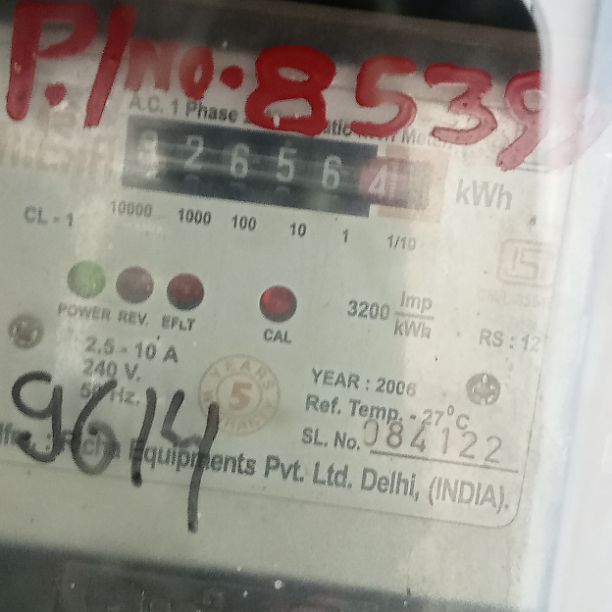 P./NO. 8539
A.C. 1 Phase
3 2 6 5 6 4 kWh
CL - 1
10000 1000 100 10 1 1/10
POWER REV. EFLT
CAL
3200 Imp/kWh
RS : 12
2.5 - 10 A
240 V.
50 Hz.
5 YEARS
YEAR : 2006
Ref. Temp. - 27°C
SL. No. 084122
9614
Equipments Pvt. Ltd. Delhi, (INDIA).